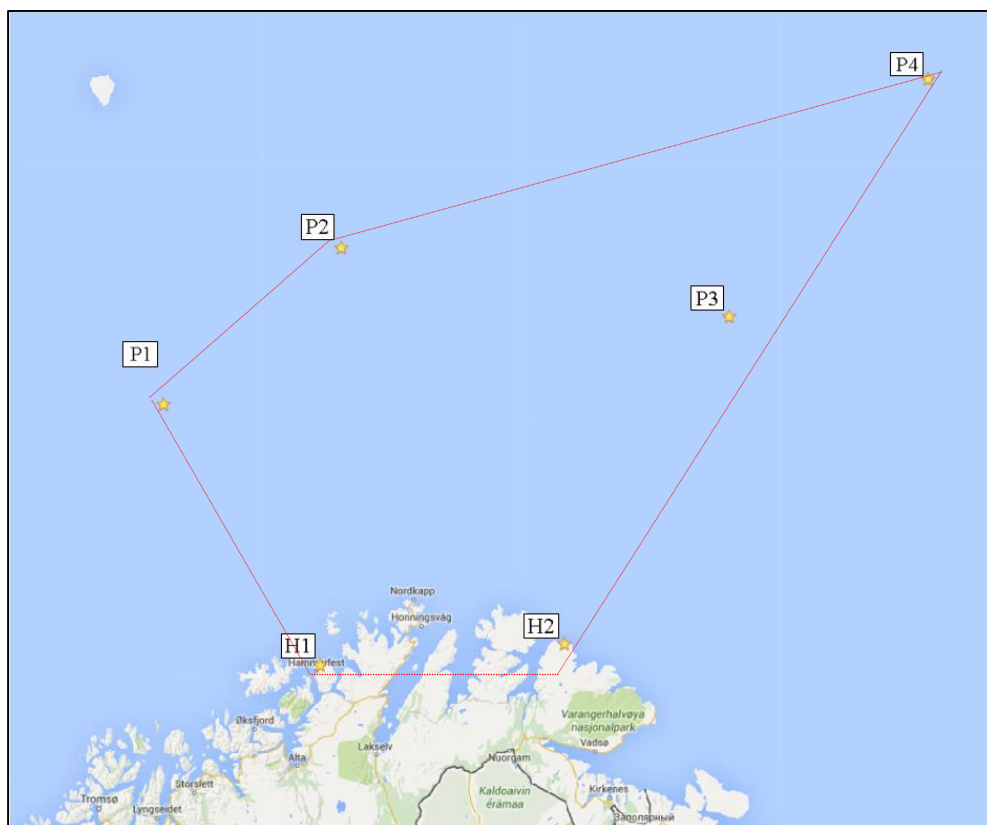 P4
P2
P3
P1
Nordkapp
Honningsvåg
H2
H1
Hammerfest
Varangerhalvøya
nasjonalpark
Øksfjord
Vadsø
Lakselv
Alta
Nuorgam
Storslett
Kirkenes
Kaldoaivin
erämaa
Tromsø
Lyngseidet
Заполярный